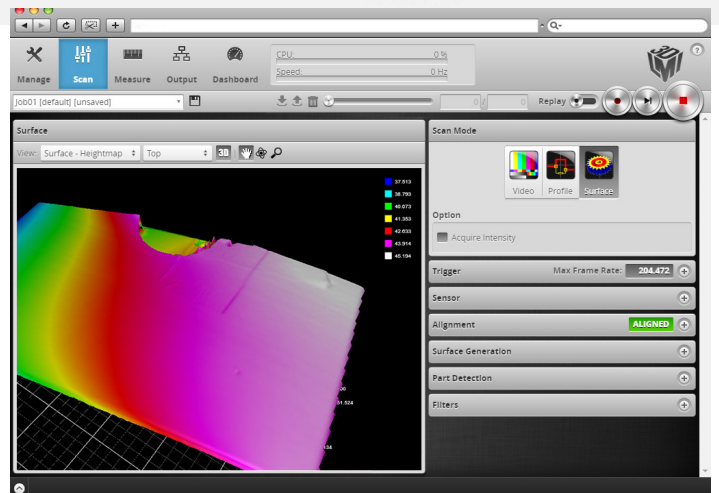 CPU: 0 %
Speed: 0 Hz
Manage Scan Measure Output Dashboard
Job01 [default] [unsaved]
0 / 0 Replay
Surface
View: Surface - Heightmap Top 3D
37.513
38.793
40.073
41.353
42.633
43.914
45.194
51.524
Scan Mode
Video Profile Surface
Option
Acquire Intensity
Trigger Max Frame Rate: 204.472
Sensor
Alignment ALIGNED
Surface Generation
Part Detection
Filters